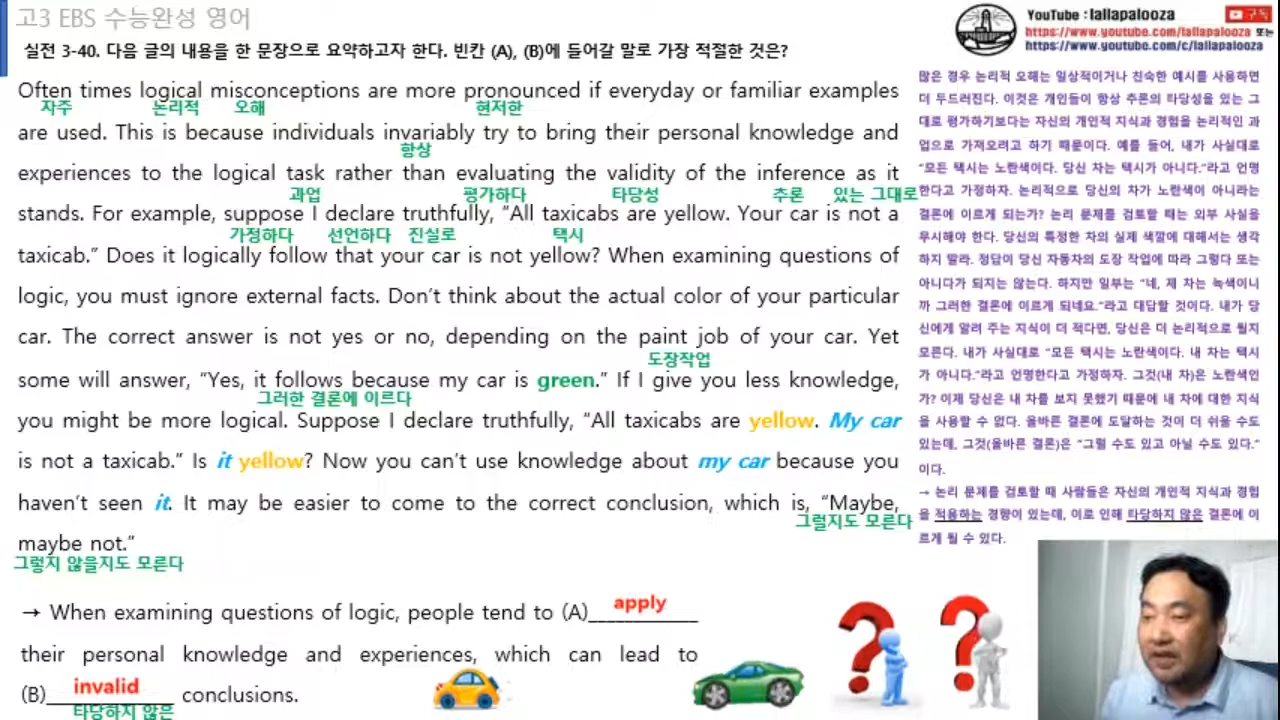 고3 EBS 수능완성 영어
실전 3-40. 다음 글의 내용을 한 문장으로 요약하고자 한다. 빈칸 (A), (B)에 들어갈 말로 가장 적절한 것은?
Often times logical misconceptions are more pronounced if everyday or familiar examples
자주 논리적 오해 현저한
are used. This is because individuals invariably try to bring their personal knowledge and
항상
experiences to the logical task rather than evaluating the validity of the inference as it
과업 평가하다 타당성 추론 있는 그대로
stands. For example, suppose I declare truthfully, “All taxicabs are yellow. Your car is not a
가정하다 선언하다 진실로 택시
taxicab.” Does it logically follow that your car is not yellow? When examining questions of
logic, you must ignore external facts. Don’t think about the actual color of your particular
car. The correct answer is not yes or no, depending on the paint job of your car. Yet
도장작업
some will answer, “Yes, it follows because my car is green.” If I give you less knowledge,
그러한 결론에 이르다
you might be more logical. Suppose I declare truthfully, “All taxicabs are yellow. My car
is not a taxicab.” Is it yellow? Now you can’t use knowledge about my car because you
haven’t seen it. It may be easier to come to the correct conclusion, which is, “Maybe,
그럴지도 모른다
maybe not.”
그렇지 않을지도 모른다
→ When examining questions of logic, people tend to (A)__________ apply
their personal knowledge and experiences, which can lead to
(B)__________ invalid conclusions.
타당하지 않은
YouTube : lallapalooza 구독
https://www.youtube.com/lallapalooza 또는
https://www.youtube.com/c/lallapalooza
많은 경우 논리적 오해는 일상적이거나 친숙한 예시를 사용하면
더 두드러진다. 이것은 개인들이 항상 추론의 타당성을 있는 그
대로 평가하기보다는 자신의 개인적 지식과 경험을 논리적인 과
업으로 가져오려고 하기 때문이다. 예를 들어, 내가 사실대로
“모든 택시는 노란색이다. 당신 차는 택시가 아니다.”라고 언명
한다고 가정하자. 논리적으로 당신의 차가 노란색이 아니라는
결론에 이르게 되는가? 논리 문제를 검토할 때는 외부 사실을
무시해야 한다. 당신의 특정한 차의 실제 색깔에 대해서는 생각
하지 말라. 정답이 당신 자동차의 도장 작업에 따라 그렇다 또는
아니다가 되지는 않는다. 하지만 일부는 “네, 제 차는 녹색이니
까 그러한 결론에 이르게 되네요.”라고 대답할 것이다. 내가 당
신에게 알려 주는 지식이 더 적다면, 당신은 더 논리적으로 될지
모른다. 내가 사실대로 “모든 택시는 노란색이다. 내 차는 택시
가 아니다.”라고 언명한다고 가정하자. 그것(내 차)은 노란색인
가? 이제 당신은 내 차를 보지 못했기 때문에 내 차에 대한 지식
을 사용할 수 없다. 올바른 결론에 도달하는 것이 더 쉬울 수도
있는데, 그것(올바른 결론)은 “그럴 수도 있고 아닐 수도 있다.”
이다.
→ 논리 문제를 검토할 때 사람들은 자신의 개인적 지식과 경험
을 적용하는 경향이 있는데, 이로 인해 타당하지 않은 결론에 이
르게 될 수 있다.